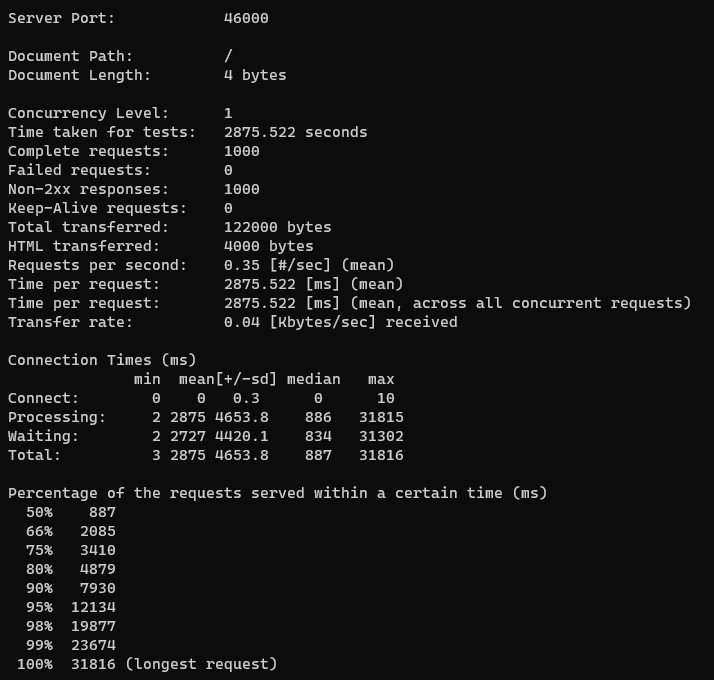 Server Port:            46000
Document Path:          /
Document Length:        4 bytes
Concurrency Level:      1
Time taken for tests:   2875.522 seconds
Complete requests:      1000
Failed requests:        0
Non-2xx responses:      1000
Keep-Alive requests:    0
Total transferred:      122000 bytes
HTML transferred:       4000 bytes
Requests per second:    0.35 [#/sec] (mean)
Time per request:       2875.522 [ms] (mean)
Time per request:       2875.522 [ms] (mean, across all concurrent requests)
Transfer rate:          0.04 [Kbytes/sec] received
Connection Times (ms)
              min  mean[+/-sd] median   max
Connect:        0    0   0.3      0      10
Processing:     2 2875 4653.8    886   31815
Waiting:        2 2727 4420.1    834   31302
Total:          3 2875 4653.8    887   31816
Percentage of the requests served within a certain time (ms)
  50%    887
  66%   2085
  75%   3410
  80%   4879
  90%   7930
  95%  12134
  98%  19877
  99%  23674
 100%  31816 (longest request)